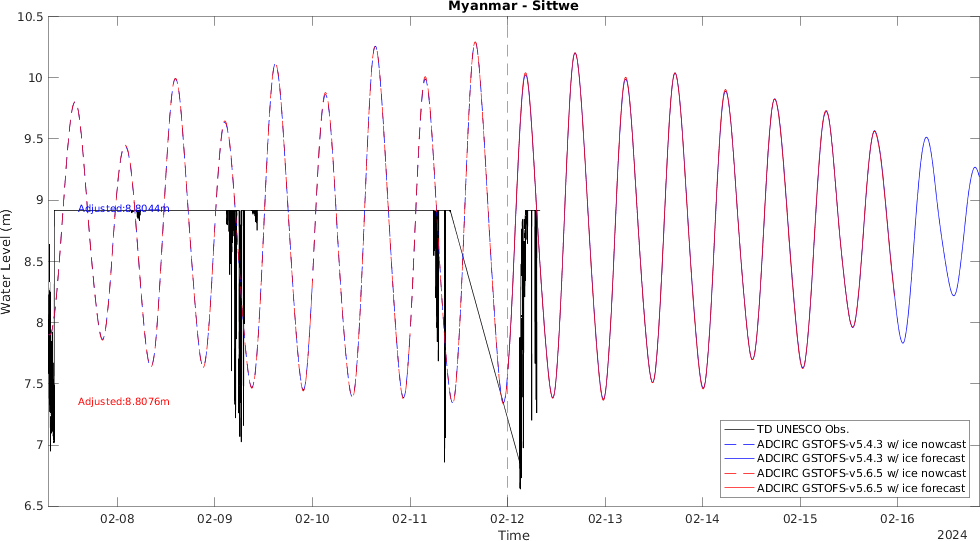 Myanmar - Sittwe
10.5
10
9.5
9
8.5
8
7.5
7
6.5
Water Level (m)
Adjusted:8.8044m
Adjusted:8.8076m
TD UNESCO Obs.
ADCIRC GSTOFS-v5.4.3 w/ ice nowcast
ADCIRC GSTOFS-v5.4.3 w/ ice forecast
ADCIRC GSTOFS-v5.6.5 w/ ice nowcast
ADCIRC GSTOFS-v5.6.5 w/ ice forecast
02-08 02-09 02-10 02-11 02-12 02-13 02-14 02-15 02-16
Time
2024